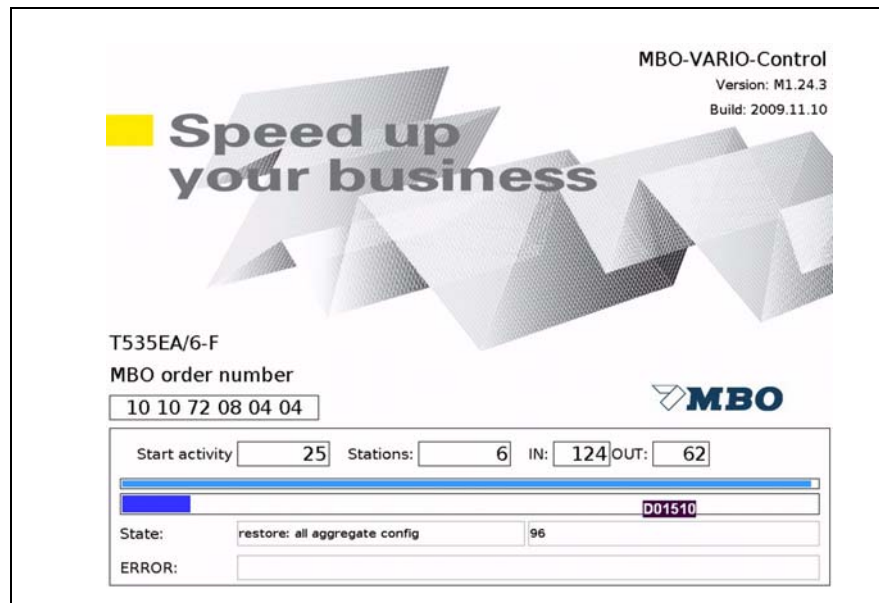 MBO-VARIO-Control
Version: M1.24.3
Build: 2009.11.10
Speed up
your business
T535EA/6-F
MBO order number
10 10 72 08 04 04
MBO
Start activity 25 Stations: 6 IN: 124 OUT: 62
D01510
State: restore: all aggregate config 96
ERROR: